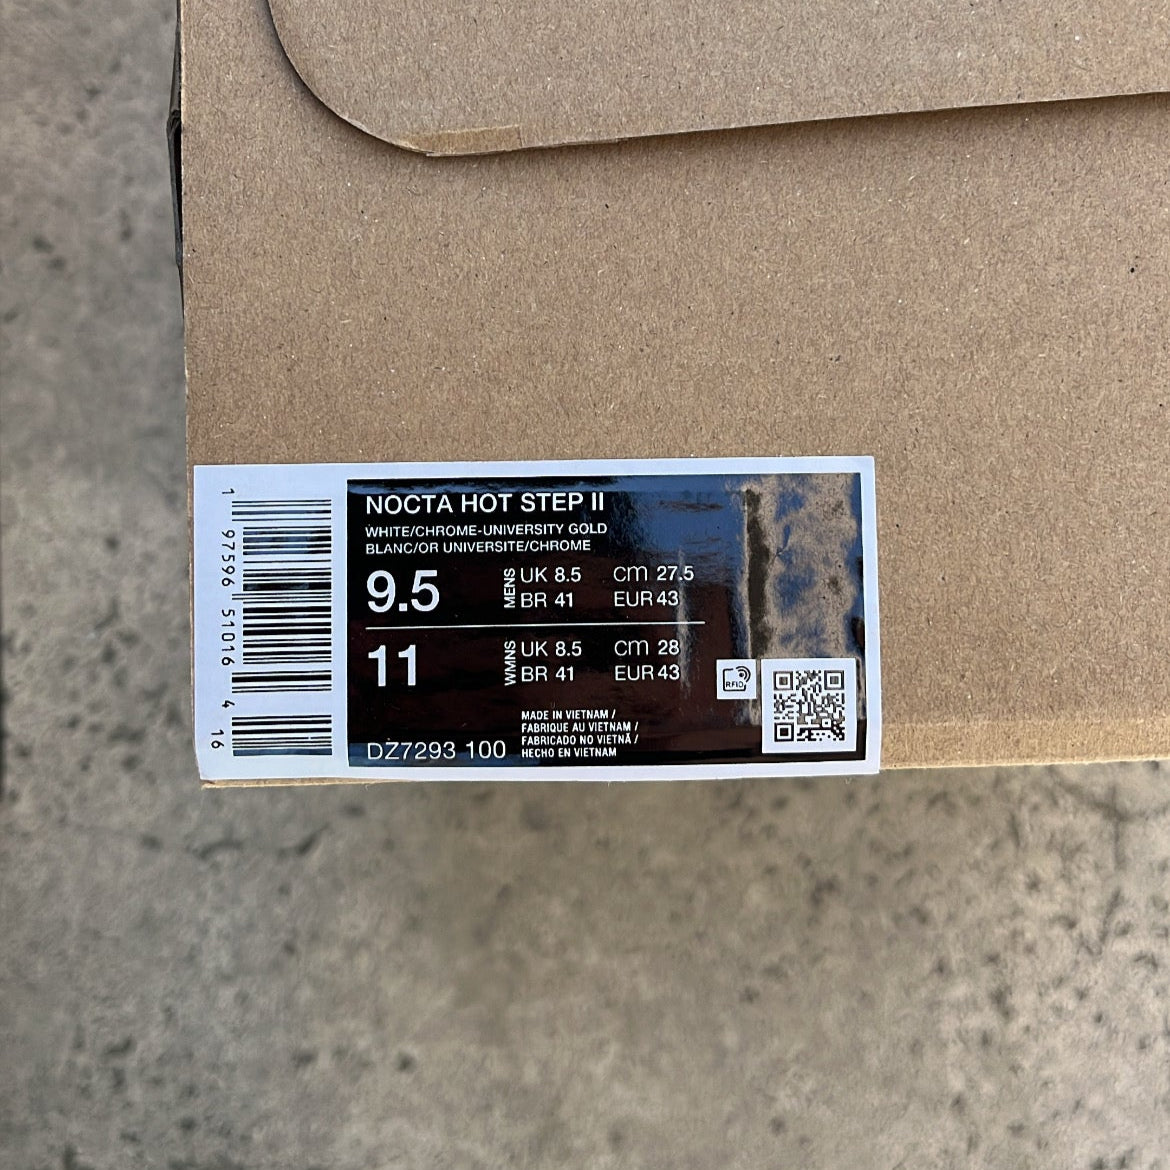 NOCTA HOT STEP II
WHITE/CHROME-UNIVERSITY GOLD
BLANC/OR UNIVERSITE/CHROME
9.5
MENS
UK 8.5 CM 27.5
BR 41 EUR 43
11
WMNS
UK 8.5 CM 28
BR 41 EUR 43
MADE IN VIETNAM /
FABRIQUE AU VIETNAM /
FABRICADO NO VIETNÃ /
HECHO EN VIETNAM
DZ7293 100
RFID
1 97596 51016 4
16